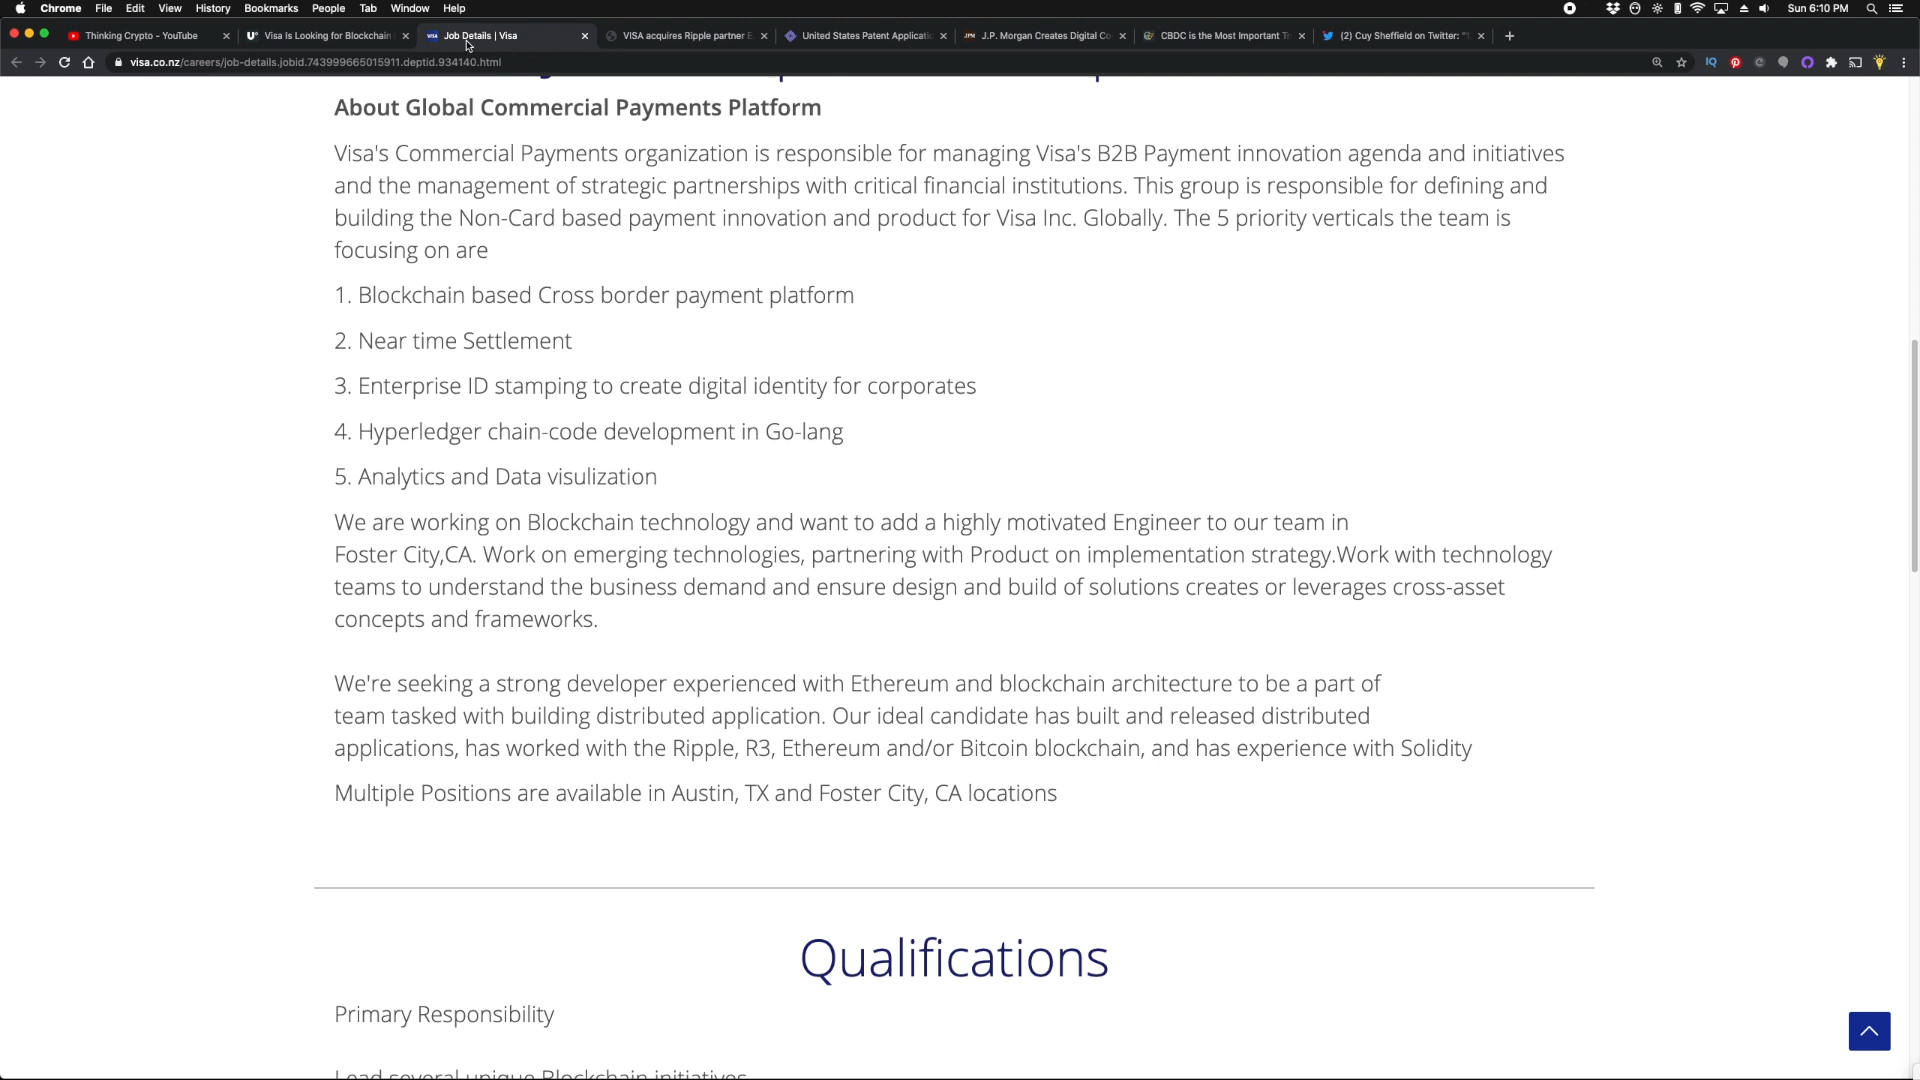 Chrome File Edit View History Bookmarks People Tab Window Help Sun 6:10 PM
Thinking Crypto - YouTube Visa Is Looking for Blockchain VISA Job Details | Visa VISA acquires Ripple partner E United States Patent Applicati JPM J.P. Morgan Creates Digital Co CBDC is the Most Important T (2) Cuy Sheffield on Twitter: "
visa.co.nz/careers/job-details.jobid.743999665015911.deptid.934140.html IQ
About Global Commercial Payments Platform
Visa's Commercial Payments organization is responsible for managing Visa's B2B Payment innovation agenda and initiatives
and the management of strategic partnerships with critical financial institutions. This group is responsible for defining and
building the Non-Card based payment innovation and product for Visa Inc. Globally. The 5 priority verticals the team is
focusing on are
1. Blockchain based Cross border payment platform
2. Near time Settlement
3. Enterprise ID stamping to create digital identity for corporates
4. Hyperledger chain-code development in Go-lang
5. Analytics and Data visulization
We are working on Blockchain technology and want to add a highly motivated Engineer to our team in
Foster City,CA. Work on emerging technologies, partnering with Product on implementation strategy.Work with technology
teams to understand the business demand and ensure design and build of solutions creates or leverages cross-asset
concepts and frameworks.
We're seeking a strong developer experienced with Ethereum and blockchain architecture to be a part of
team tasked with building distributed application. Our ideal candidate has built and released distributed
applications, has worked with the Ripple, R3, Ethereum and/or Bitcoin blockchain, and has experience with Solidity
Multiple Positions are available in Austin, TX and Foster City, CA locations
Qualifications
Primary Responsibility
Lead several unique Blockchain initiatives